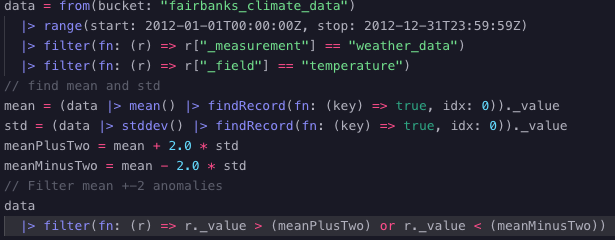 data = from(bucket: "fairbanks_climate_data")
|> range(start: 2012-01-01T00:00:00Z, stop: 2012-12-31T23:59:59Z)
|> filter(fn: (r) => r["_measurement"] == "weather_data")
|> filter(fn: (r) => r["_field"] == "temperature")
// find mean and std
mean = (data |> mean() |> findRecord(fn: (key) => true, idx: 0))._value
std = (data |> stddev() |> findRecord(fn: (key) => true, idx: 0))._value
meanPlusTwo = mean + 2.0 * std
meanMinusTwo = mean - 2.0 * std
// Filter mean +-2 anomalies
data
|> filter(fn: (r) => r._value > (meanPlusTwo) or r._value < (meanMinusTwo))